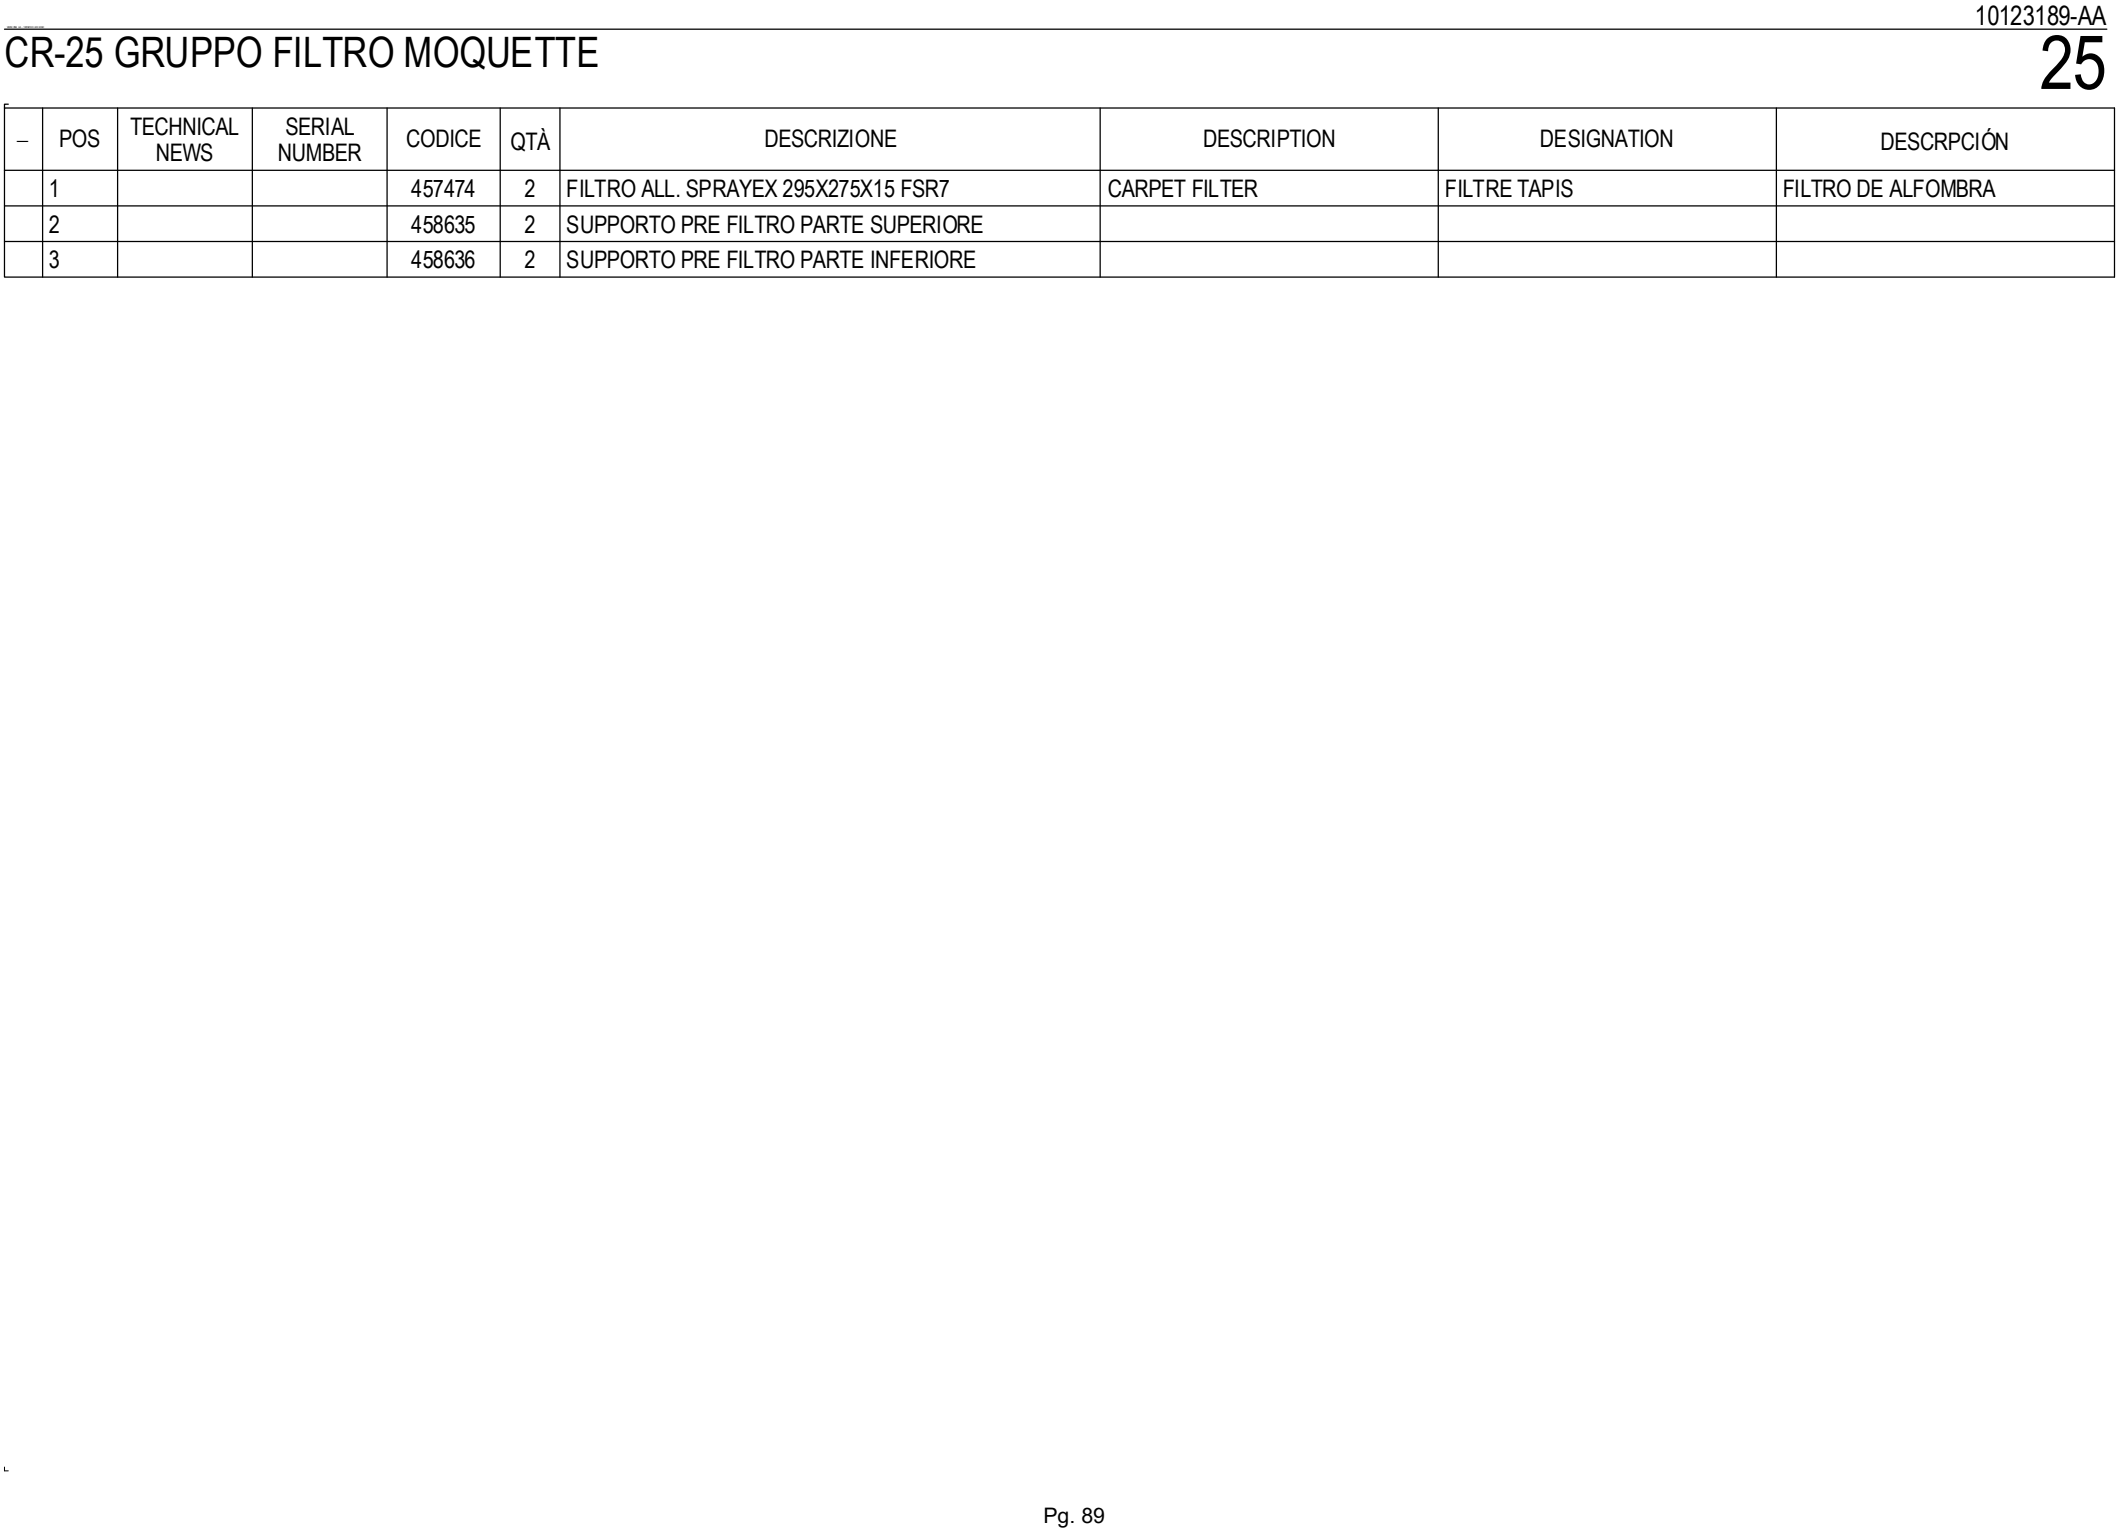 10123189-AA
CR-25 GRUPPO FILTRO MOQUETTE
25
– POS TECHNICAL NEWS SERIAL NUMBER CODICE QTÀ DESCRIZIONE DESCRIPTION DESIGNATION DESCRPCIÓN
1 457474 2 FILTRO ALL. SPRAYEX 295X275X15 FSR7 CARPET FILTER FILTRE TAPIS FILTRO DE ALFOMBRA
2 458635 2 SUPPORTO PRE FILTRO PARTE SUPERIORE
3 458636 2 SUPPORTO PRE FILTRO PARTE INFERIORE
Pg. 89